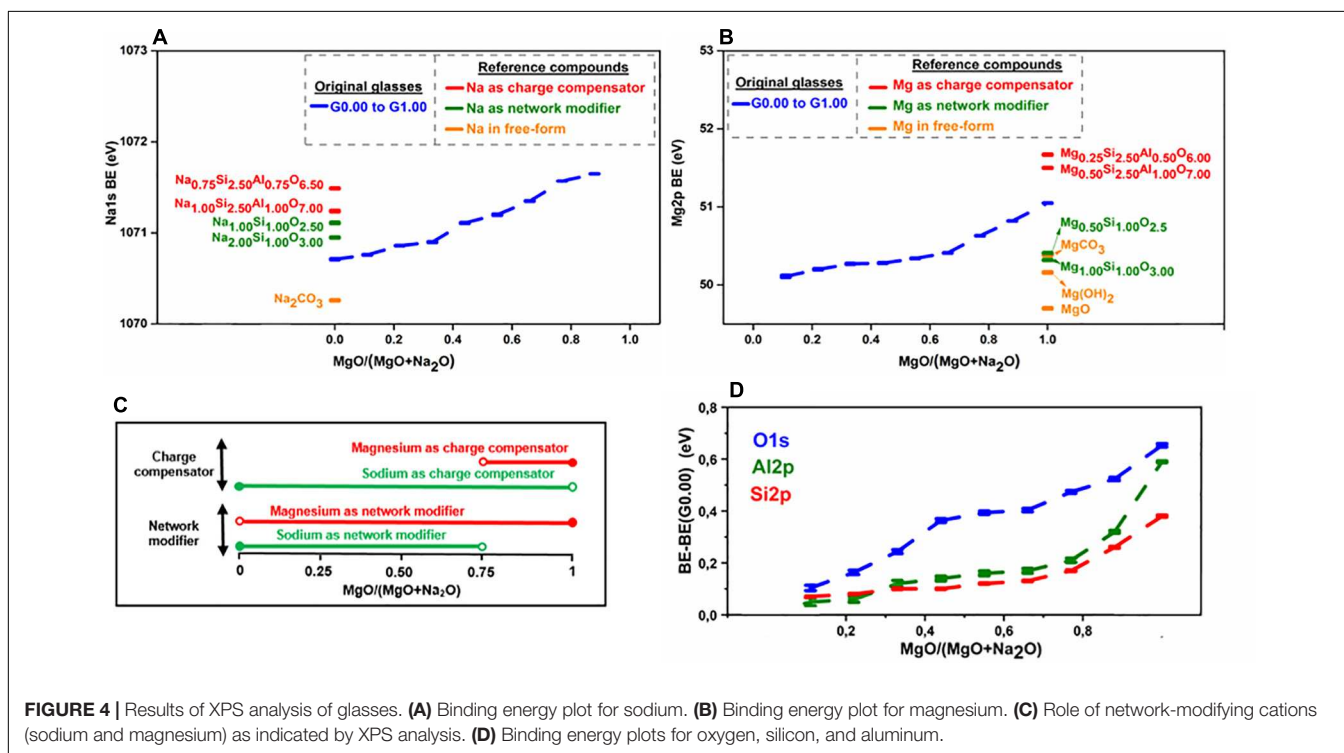 A
1073
1072
1071
1070
Na1s BE (eV)
Original glasses
G0.00 to G1.00
Reference compounds
Na as charge compensator
Na as network modifier
Na in free-form
Na0.75Si2.50Al0.75O6.50
Na1.00Si2.50Al1.00O7.00
Na1.00Si1.00O2.50
Na2.00Si1.00O3.00
Na2CO3
0.0 0.2 0.4 0.6 0.8 1.0
MgO/(MgO+Na2O)
B
53
52
51
50
Mg2p BE (eV)
Original glasses
G0.00 to G1.00
Reference compounds
Mg as charge compensator
Mg as network modifier
Mg in free-form
Mg0.25Si2.50Al0.50O6.00
Mg0.50Si2.50Al1.00O7.00
Mg0.50Si1.00O2.5
MgCO3
Mg1.00Si1.00O3.00
Mg(OH)2
MgO
0.0 0.2 0.4 0.6 0.8 1.0
MgO/(MgO+Na2O)
C
Charge
compensator
Network
modifier
Magnesium as charge compensator
Sodium as charge compensator
Magnesium as network modifier
Sodium as network modifier
0 0.25 0.50 0.75 1
MgO/(MgO+Na2O)
D
0,8
0,6
0,4
0,2
0,0
BE-BE(G0.00) (eV)
O1s
Al2p
Si2p
0,2 0,4 0,6 0,8
MgO/(MgO+Na2O)
FIGURE 4 | Results of XPS analysis of glasses. (A) Binding energy plot for sodium. (B) Binding energy plot for magnesium. (C) Role of network-modifying cations
(sodium and magnesium) as indicated by XPS analysis. (D) Binding energy plots for oxygen, silicon, and aluminum.